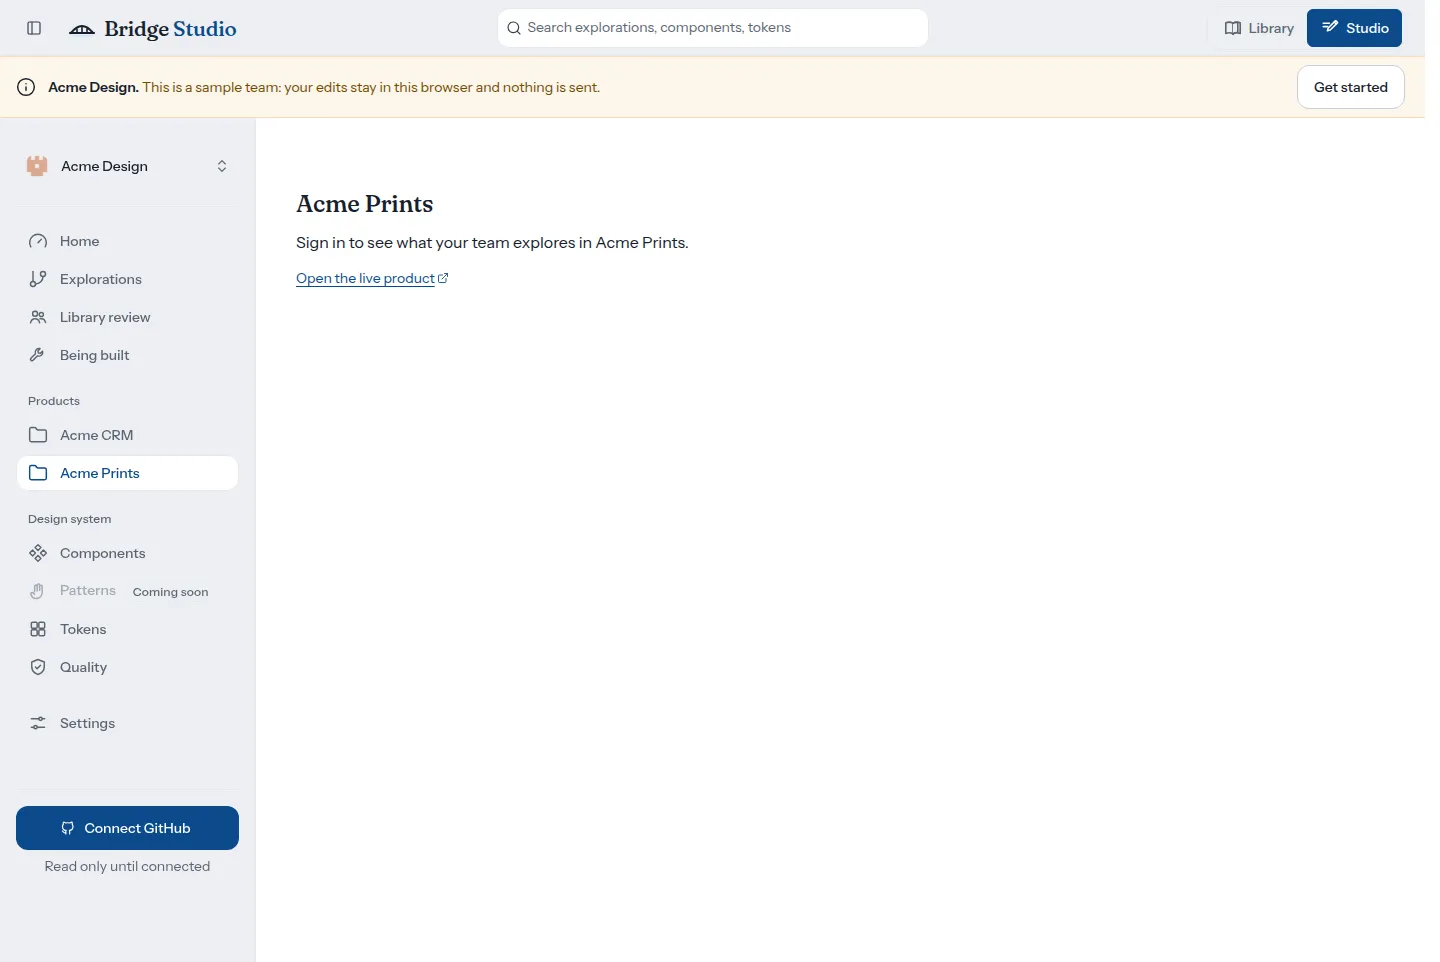 Bridge Studio
Search explorations, components, tokens
Library
Studio
Acme Design. This is a sample team: your edits stay in this browser and nothing is sent.
Get started
Acme Design
Home
Explorations
Library review
Being built
Products
Acme CRM
Acme Prints
Design system
Components
Patterns Coming soon
Tokens
Quality
Settings
Connect GitHub
Read only until connected
Acme Prints
Sign in to see what your team explores in Acme Prints.
Open the live product